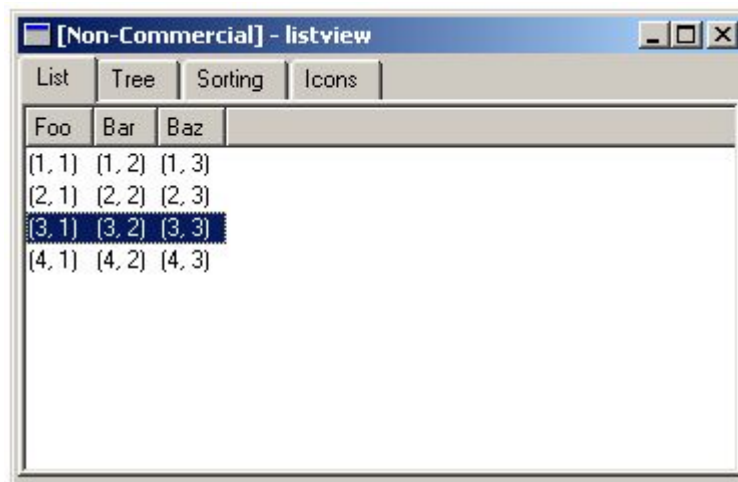 [Non-Commercial] - listview
List Tree Sorting Icons
Foo Bar Baz
(1, 1) (1, 2) (1, 3)
(2, 1) (2, 2) (2, 3)
(3, 1) (3, 2) (3, 3)
(4, 1) (4, 2) (4, 3)